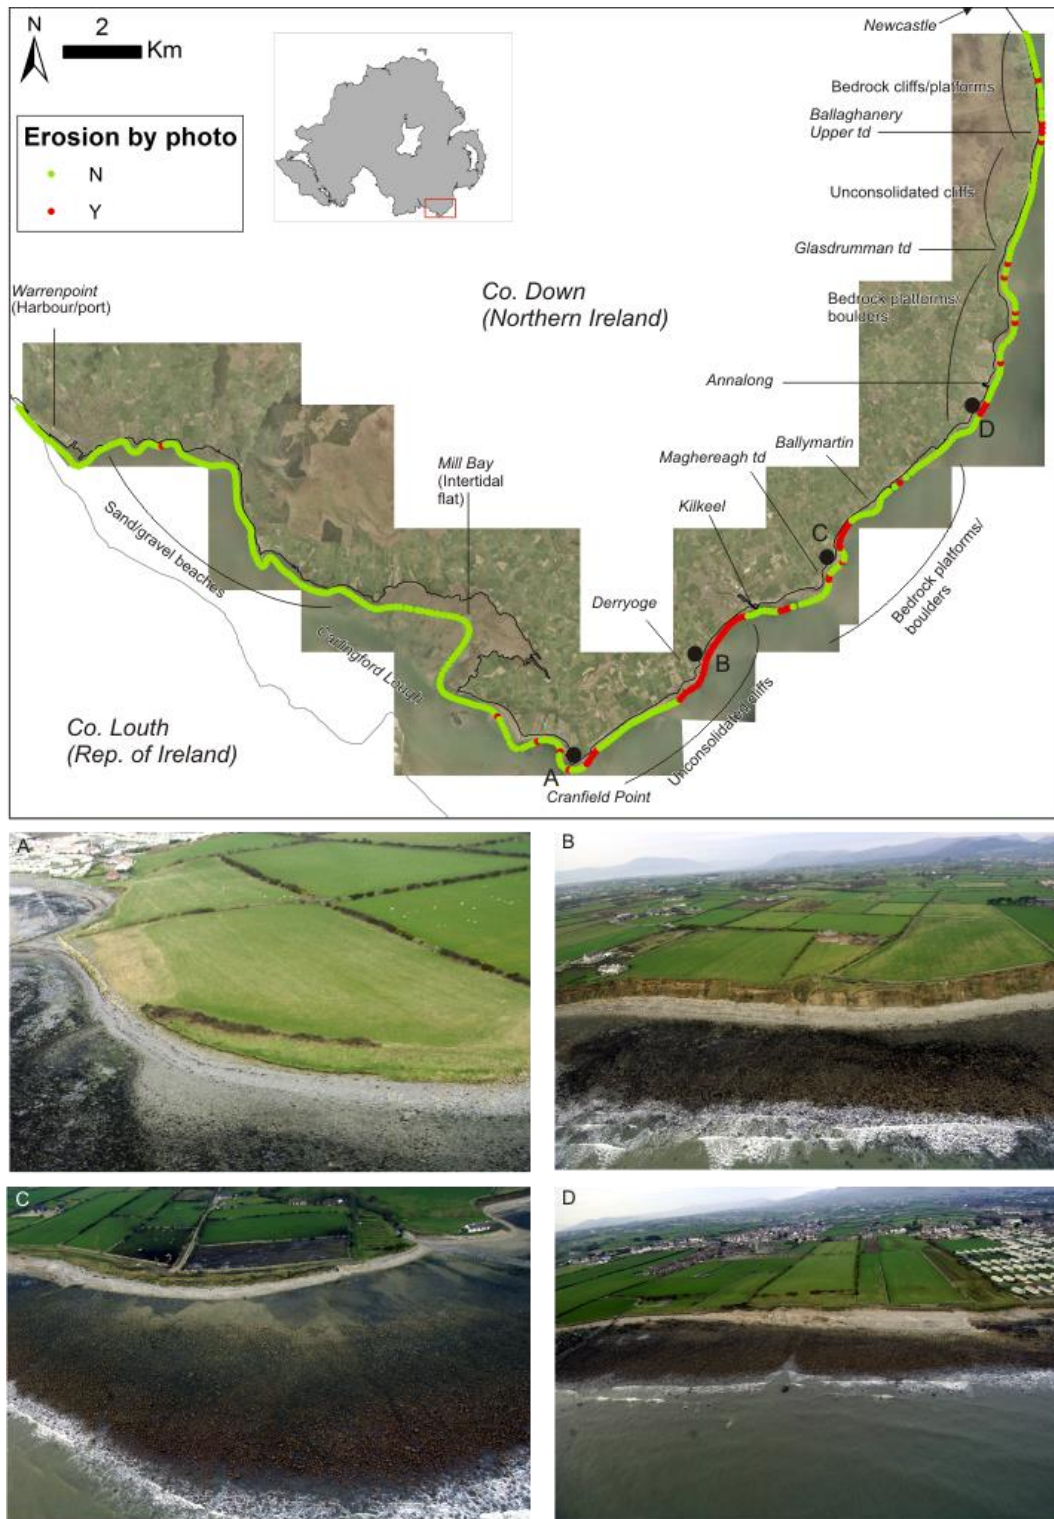 N
2
Km
Erosion by photo
N
Y
Newcastle
Bedrock cliffs/platforms
Ballaghanery
Upper td
Unconsolidated cliffs
Glasdrumman td
Bedrock platforms/
boulders
Annalong
D
Ballymartin
Maghereagh td
Kilkeel
C
Bedrock platforms/
boulders
Derryoge
B
Unconsolidated cliffs
Warrenpoint
(Harbour/port)
Co. Down
(Northern Ireland)
Mill Bay
(Intertidal
flat)
Sand/gravel beaches
Carlingford Lough
Co. Louth
(Rep. of Ireland)
A
Cranfield Point
A
B
C
D